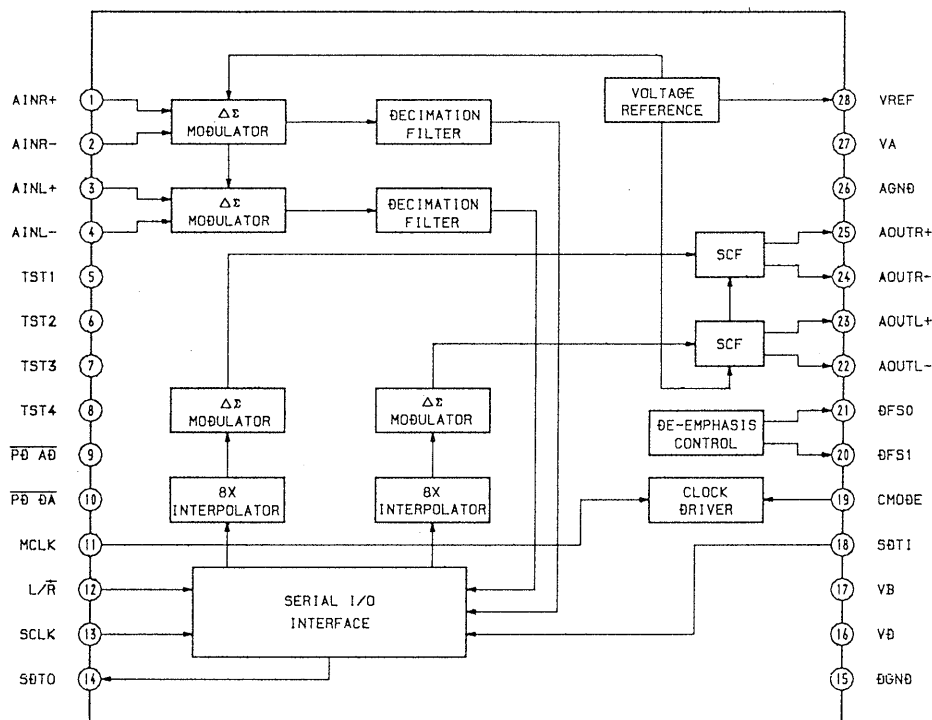 AINR+ 1
ΔΣ
MODULATOR
DECIMATION
FILTER
VOLTAGE
REFERENCE
28 VREF
AINR- 2
27 VA
AINL+ 3
ΔΣ
MODULATOR
DECIMATION
FILTER
26 AGND
AINL- 4
25 AOUTR+
SCF
TST1 5
24 AOUTR-
TST2 6
23 AOUTL+
SCF
TST3 7
22 AOUTL-
TST4 8
ΔΣ
MODULATOR
ΔΣ
MODULATOR
DE-EMPHASIS
CONTROL
21 DFS0
PD AD 9
20 DFS1
PD DA 10
8X
INTERPOLATOR
8X
INTERPOLATOR
CLOCK
DRIVER
19 CMODE
MCLK 11
18 SDTI
L/R 12
SERIAL I/O
INTERFACE
17 VB
SCLK 13
16 VD
SDTO 14
15 DGND